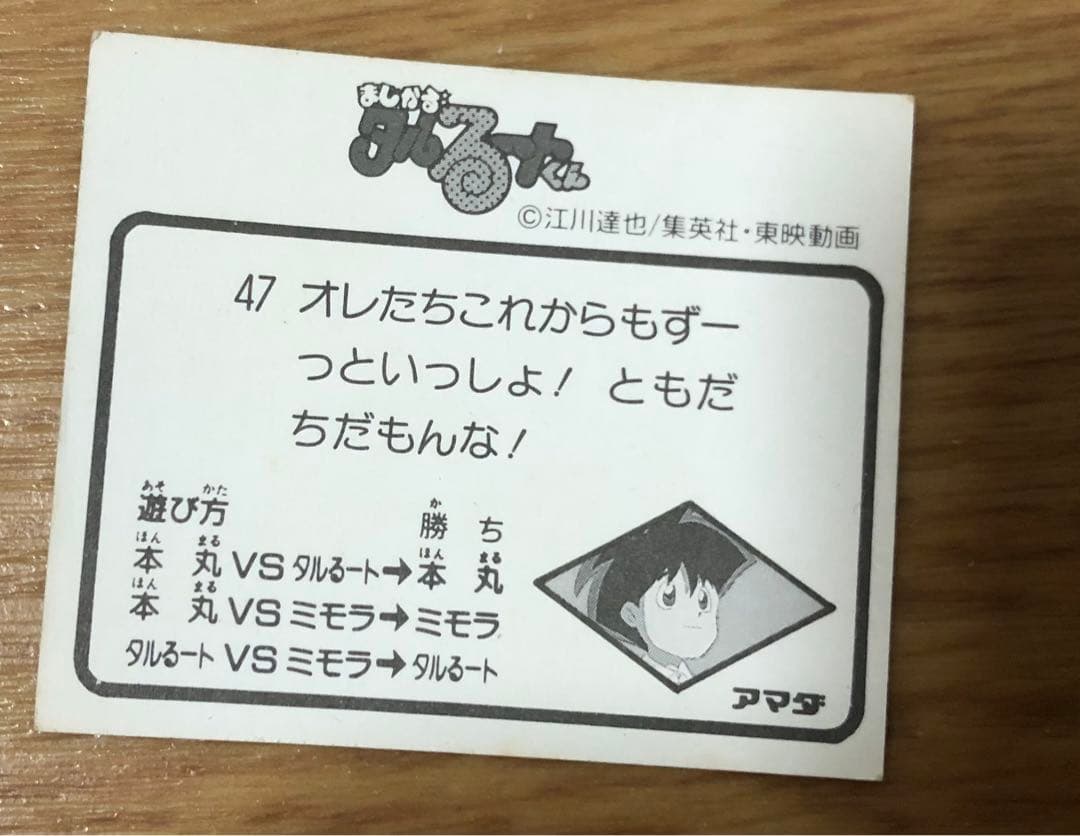 まじかる
タルるートくん
©江川達也/集英社・東映動画
47 オレたちこれからもずー
っといっしよ! ともだ
ちだもんな!
あそ かた か
遊び方 勝ち
ほん まる ほん まる
本丸 VS タルるート→本丸
ほん まる
本丸 VS ミモラ→ミモラ
タルるート VS ミモラ→タルるート
アマダ